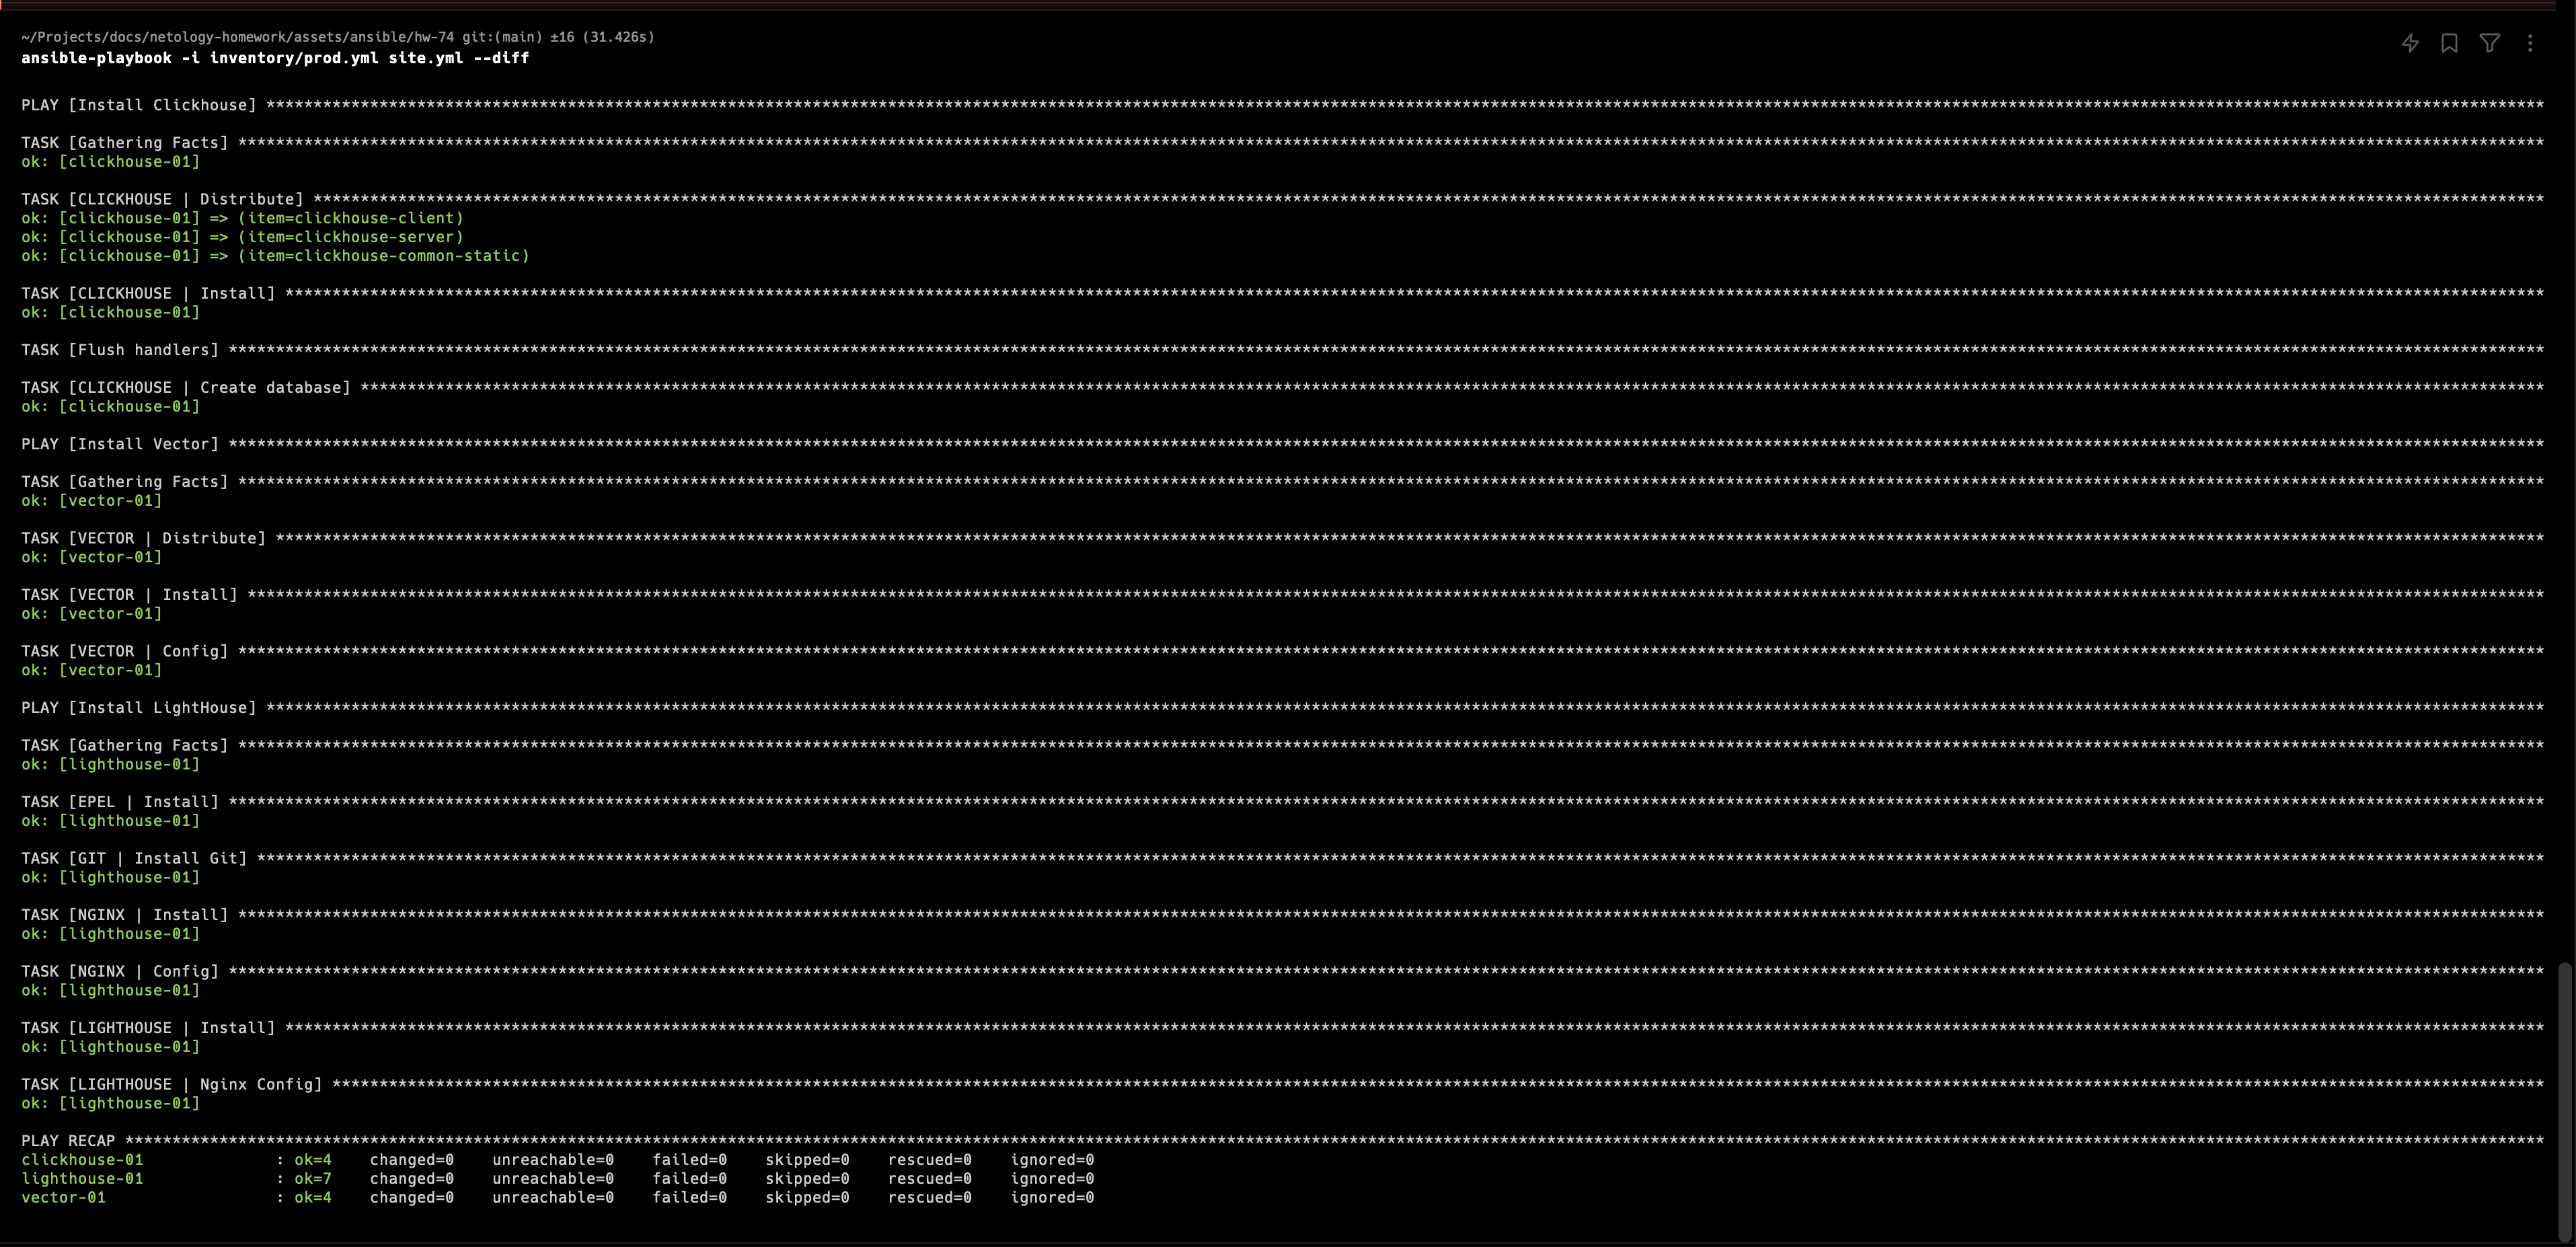 ~/Projects/docs/netology-homework/assets/ansible/hw-74 git:(main) ±16 (31.426s)
ansible-playbook -i inventory/prod.yml site.yml --diff
PLAY [Install Clickhouse] ****************************************************************
TASK [Gathering Facts] ****************************************************************
ok: [clickhouse-01]
TASK [CLICKHOUSE | Distribute] ****************************************************************
ok: [clickhouse-01] => (item=clickhouse-client)
ok: [clickhouse-01] => (item=clickhouse-server)
ok: [clickhouse-01] => (item=clickhouse-common-static)
TASK [CLICKHOUSE | Install] ****************************************************************
ok: [clickhouse-01]
TASK [Flush handlers] ****************************************************************
TASK [CLICKHOUSE | Create database] ****************************************************************
ok: [clickhouse-01]
PLAY [Install Vector] ****************************************************************
TASK [Gathering Facts] ****************************************************************
ok: [vector-01]
TASK [VECTOR | Distribute] ****************************************************************
ok: [vector-01]
TASK [VECTOR | Install] ****************************************************************
ok: [vector-01]
TASK [VECTOR | Config] ****************************************************************
ok: [vector-01]
PLAY [Install LightHouse] ****************************************************************
TASK [Gathering Facts] ****************************************************************
ok: [lighthouse-01]
TASK [EPEL | Install] ****************************************************************
ok: [lighthouse-01]
TASK [GIT | Install Git] ****************************************************************
ok: [lighthouse-01]
TASK [NGINX | Install] ****************************************************************
ok: [lighthouse-01]
TASK [NGINX | Config] ****************************************************************
ok: [lighthouse-01]
TASK [LIGHTHOUSE | Install] ****************************************************************
ok: [lighthouse-01]
TASK [LIGHTHOUSE | Nginx Config] ****************************************************************
ok: [lighthouse-01]
PLAY RECAP ****************************************************************
clickhouse-01 : ok=4 changed=0 unreachable=0 failed=0 skipped=0 rescued=0 ignored=0
lighthouse-01 : ok=7 changed=0 unreachable=0 failed=0 skipped=0 rescued=0 ignored=0
vector-01 : ok=4 changed=0 unreachable=0 failed=0 skipped=0 rescued=0 ignored=0